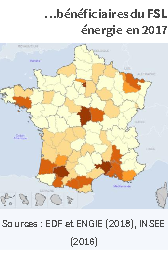 ...bénéficiaires du FSL
énergie en 2017
Sources : EDF et ENGIE (2018), INSEE
(2016)